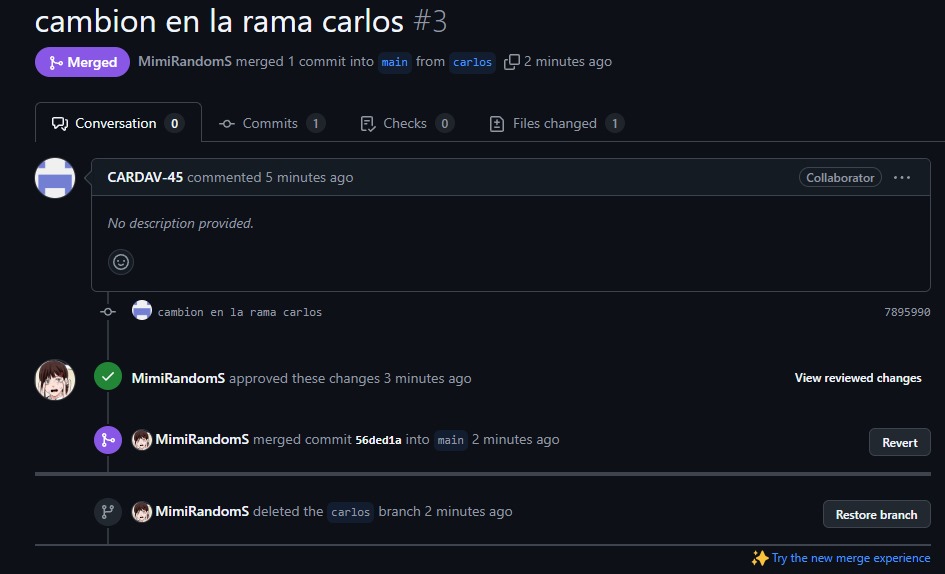 cambion en la rama carlos #3
Merged MimiRandomS merged 1 commit into main from carlos 2 minutes ago
Conversation 0 Commits 1 Checks 0 Files changed 1
CARDAV-45 commented 5 minutes ago Collaborator ...
No description provided.
cambion en la rama carlos 7895990
MimiRandomS approved these changes 3 minutes ago View reviewed changes
MimiRandomS merged commit 56ded1a into main 2 minutes ago Revert
MimiRandomS deleted the carlos branch 2 minutes ago Restore branch
Try the new merge experience